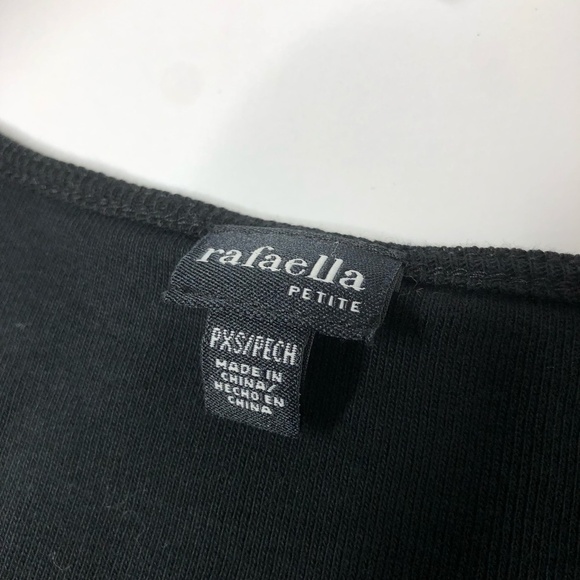 rafaella
PETITE
PXS/PECH
MADE IN
CHINA/
HECHO EN
CHINA